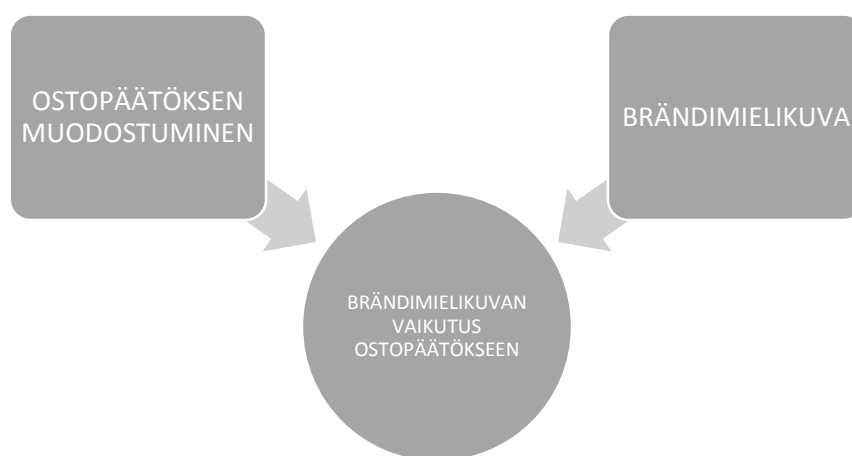 OSTOPÄÄTÖKSEN
MUODOSTUMINEN
BRÄNDIMIELIKUVA
BRÄNDIMIELIKUVAN
VAIKUTUS
OSTOPÄÄTÖKSEEN